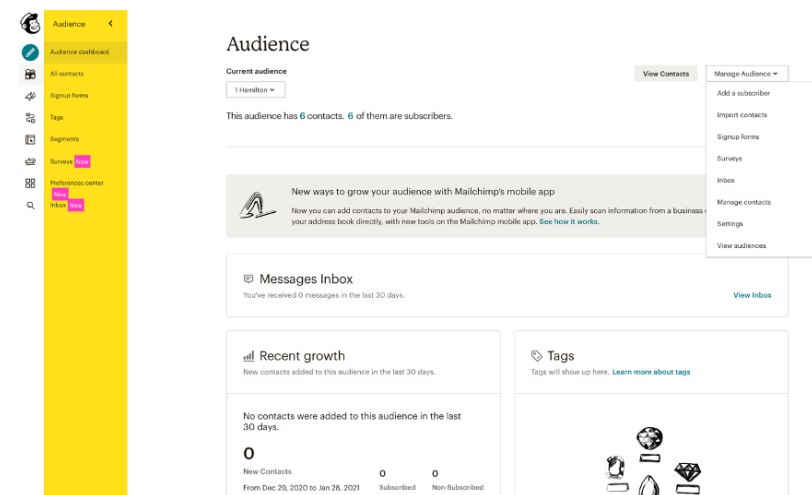 Audience
Audience dashboard
All contacts
Signup forms
Tags
Segments
Surveys New
Preferences center
New
Inbox New
Audience
Current audience
1 Hamilton
This audience has 6 contacts. 6 of them are subscribers.
View Contacts
Manage Audience
Add a subscriber
Import contacts
Signup forms
Surveys
Inbox
Manage contacts
Settings
View audiences
New ways to grow your audience with Mailchimp's mobile app
Now you can add contacts to your Mailchimp audience, no matter where you are. Easily scan information from a business
your address book directly, with new tools on the Mailchimp mobile app. See how it works.
Messages Inbox
You've received 0 messages in the last 30 days.
View Inbox
Recent growth
New contacts added to this audience in the last 30 days.
No contacts were added to this audience in the last
30 days.
0
New Contacts
From Dec 29, 2020 to Jan 28, 2021
0
Subscribed
0
Non-Subscribed
Tags
Tags will show up here. Learn more about tags